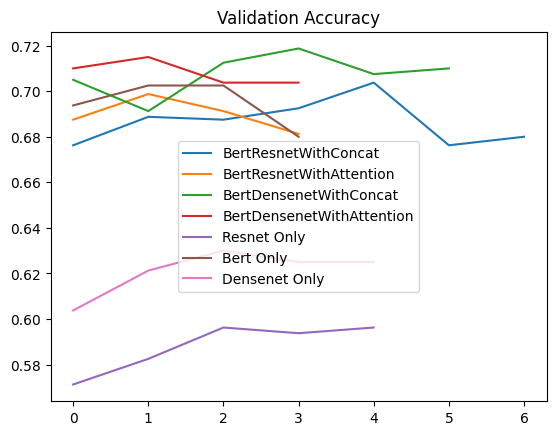 Validation Accuracy
0.72
0.70
0.68
0.66
0.64
0.62
0.60
0.58
BertResnetWithConcat
BertResnetWithAttention
BertDensenetWithConcat
BertDensenetWithAttention
Resnet Only
Bert Only
Densenet Only
0 1 2 3 4 5 6